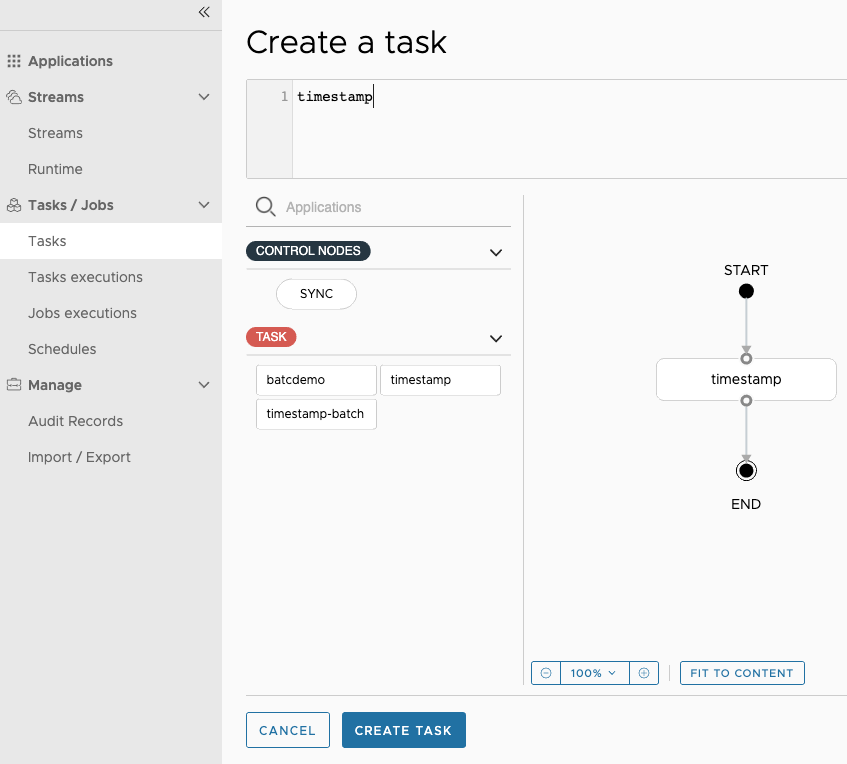 Applications
Streams
Streams
Runtime
Tasks / Jobs
Tasks
Tasks executions
Jobs executions
Schedules
Manage
Audit Records
Import / Export
Create a task
1 timestamp
Applications
CONTROL NODES
SYNC
TASK
batcdemo timestamp
timestamp-batch
START
timestamp
END
100% FIT TO CONTENT
CANCEL CREATE TASK